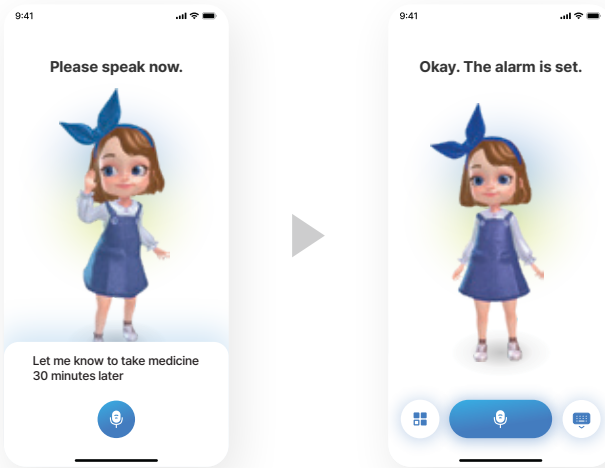 9:41
Please speak now.
Let me know to take medicine
30 minutes later
9:41
Okay. The alarm is set.